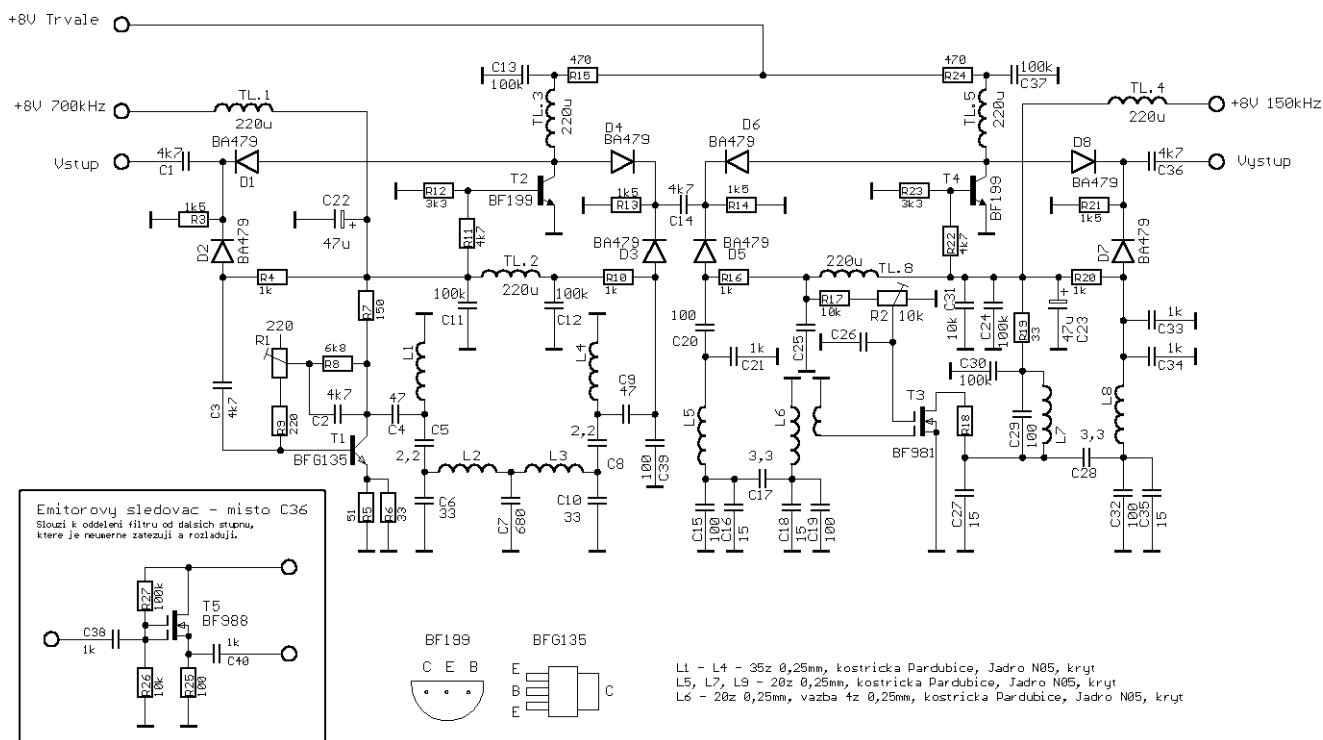 +8V Trvale
C13
100k
470
R15
470
R24
100k
C37
+8V 700kHz
TL.1
220u
TL.3
220u
TL.5
220u
TL.4
220u
+8V 150kHz
Vstup
4k7
C1
BA479
D1
D4
BA479
D6
BA479
D8
BA479
4k7
C36
Vystup
1k5
R3
C22
47u
+
R12
3k3
T2
BF199
1k5
R13
4k7
C14
1k5
R14
R23
3k3
T4
BF199
R21
1k5
D2
BA479
R11
4k7
BA479
D3
BA479
D5
R22
4k7
D7
BA479
R4
1k
TL.2
220u
R10
1k
R16
1k
220u
TL.8
R20
1k
R7
150
100k
C11
100k
C12
R17
10k
R2
10k
C31
10k
C24
100k
R19
33
+
47u
C23
1k
C33
220
R1
6k8
R8
L1
L4
100
C20
C25
C26
1k
C21
C30
100k
1k
C34
C3
4k7
4k7
C2
47
C4
C9
47
R9
220
T1
BFG135
C5
2,2
2,2
C8
L5
L6
T3
BF981
R18
C29
100
L7
L8
L2
L3
100
C39
3,3
C17
3,3
C28
R5
51
R6
33
C6
33
C7
680
C10
33
C15
100
C16
15
C18
15
C19
100
C27
15
C32
100
C35
15
Emitorovy sledovac - misto C36
Slouzi k oddeleni filtru od dalsich stupnu,
ktere je neumerne zatezuji a rozladuji.
R27
100k
T5
BF988
C38
1k
1k
C40
R26
10k
R25
100
BF199
C E B
BFG135
E
B
E
C
L1 - L4 - 35z 0,25mm, kostricka Pardubice, Jadro N05, kryt
L5, L7, L9 - 20z 0,25mm, kostricka Pardubice, Jadro N05, kryt
L6 - 20z 0,25mm, vazba 4z 0,25mm, kostricka Pardubice, Jadro N05, kryt